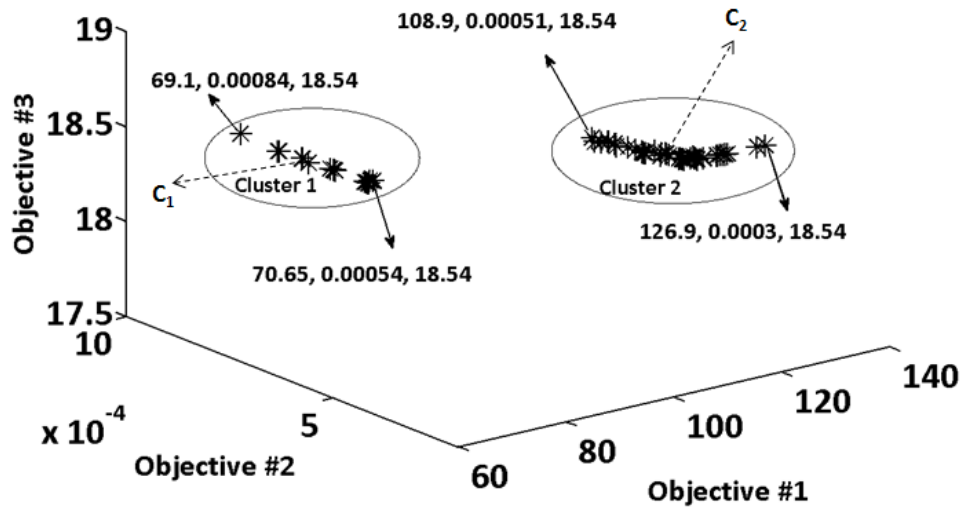 19
18.5
18
17.5
Objective #3
10
5
x 10-4
Objective #2
60
80
100
120
140
Objective #1
69.1, 0.00084, 18.54
Cluster 1
C1
70.65, 0.00054, 18.54
108.9, 0.00051, 18.54
C2
Cluster 2
126.9, 0.0003, 18.54